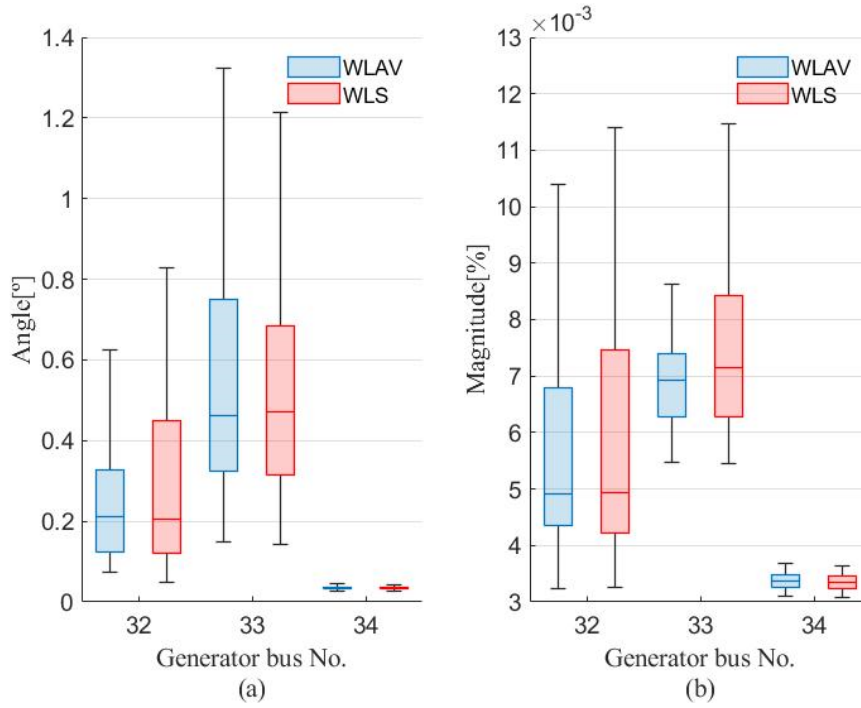 1.4
1.2
1
0.8
0.6
0.4
0.2
0
Angle[º]
WLAV
WLS
32 33 34
Generator bus No.
(a)
×10⁻³
13
12
11
10
9
8
7
6
5
4
3
Magnitude[%]
WLAV
WLS
32 33 34
Generator bus No.
(b)